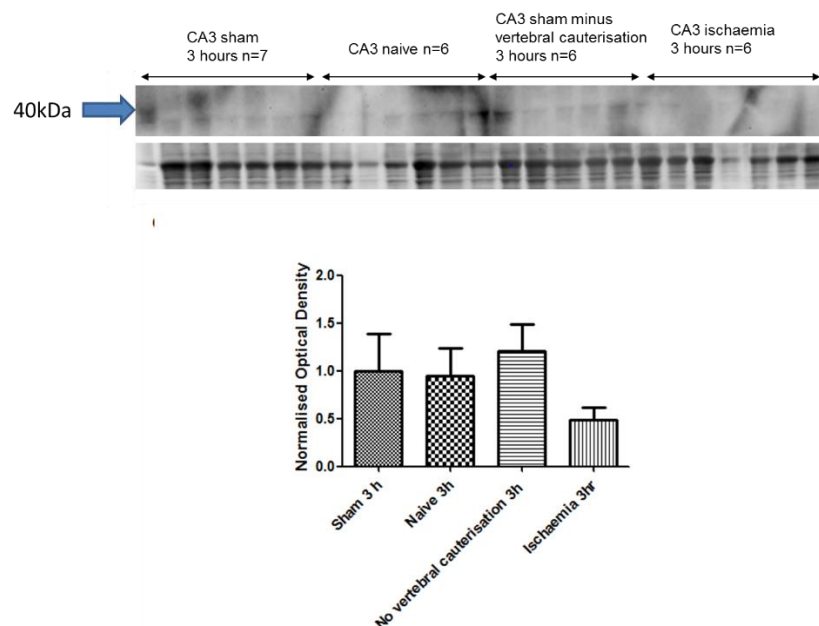 CA3 sham
3 hours n=7
CA3 naive n=6
CA3 sham minus
vertebral cauterisation
3 hours n=6
CA3 ischaemia
3 hours n=6
40kDa
Normalised Optical Density
2.0
1.5
1.0
0.5
0.0
Sham 3 h
Naive 3h
No vertebral cauterisation 3h
Ischaemia 3hr